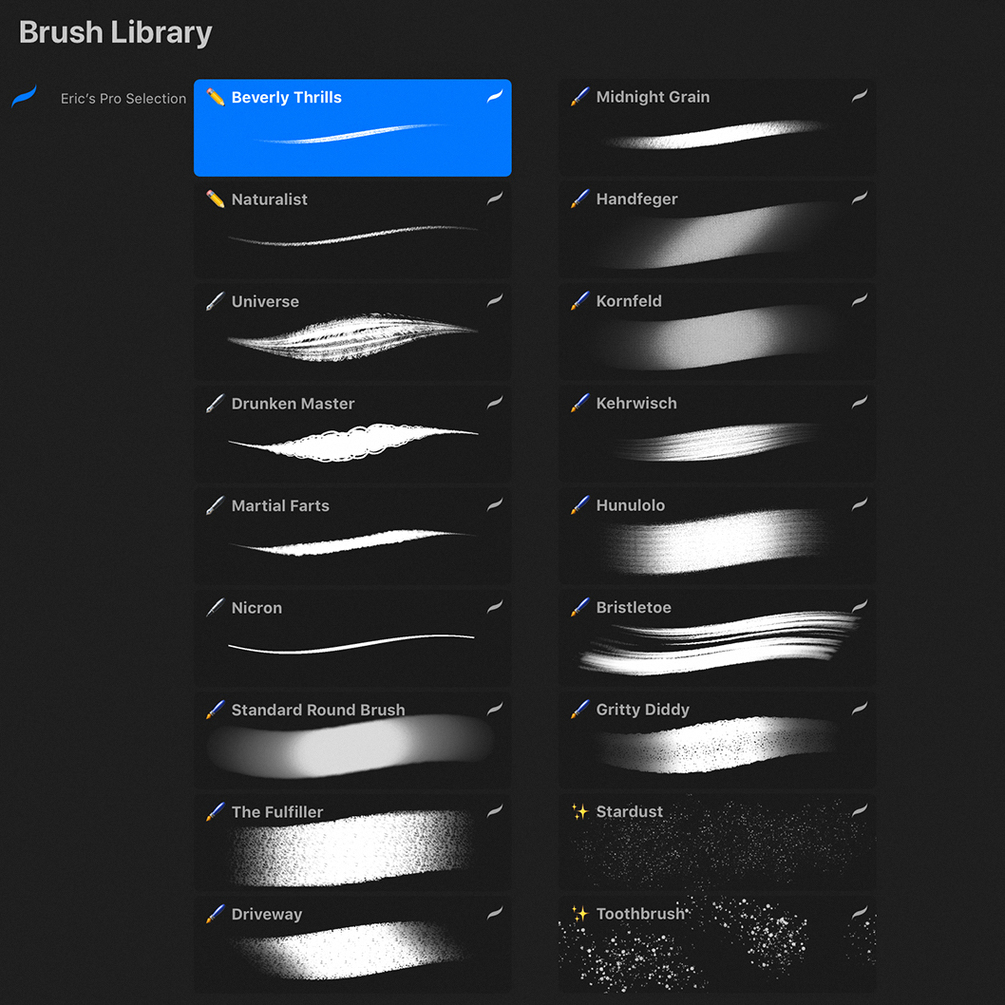 Brush Library
Eric's Pro Selection
✏️ Beverly Thrills
✏️ Naturalist
Universe
Drunken Master
Martial Farts
Nicron
Standard Round Brush
The Fulfiller
Driveway
Midnight Grain
Handfeger
Kornfeld
Kehrwisch
Hunulolo
Bristletoe
Gritty Diddy
✨ Stardust
✨ Toothbrush